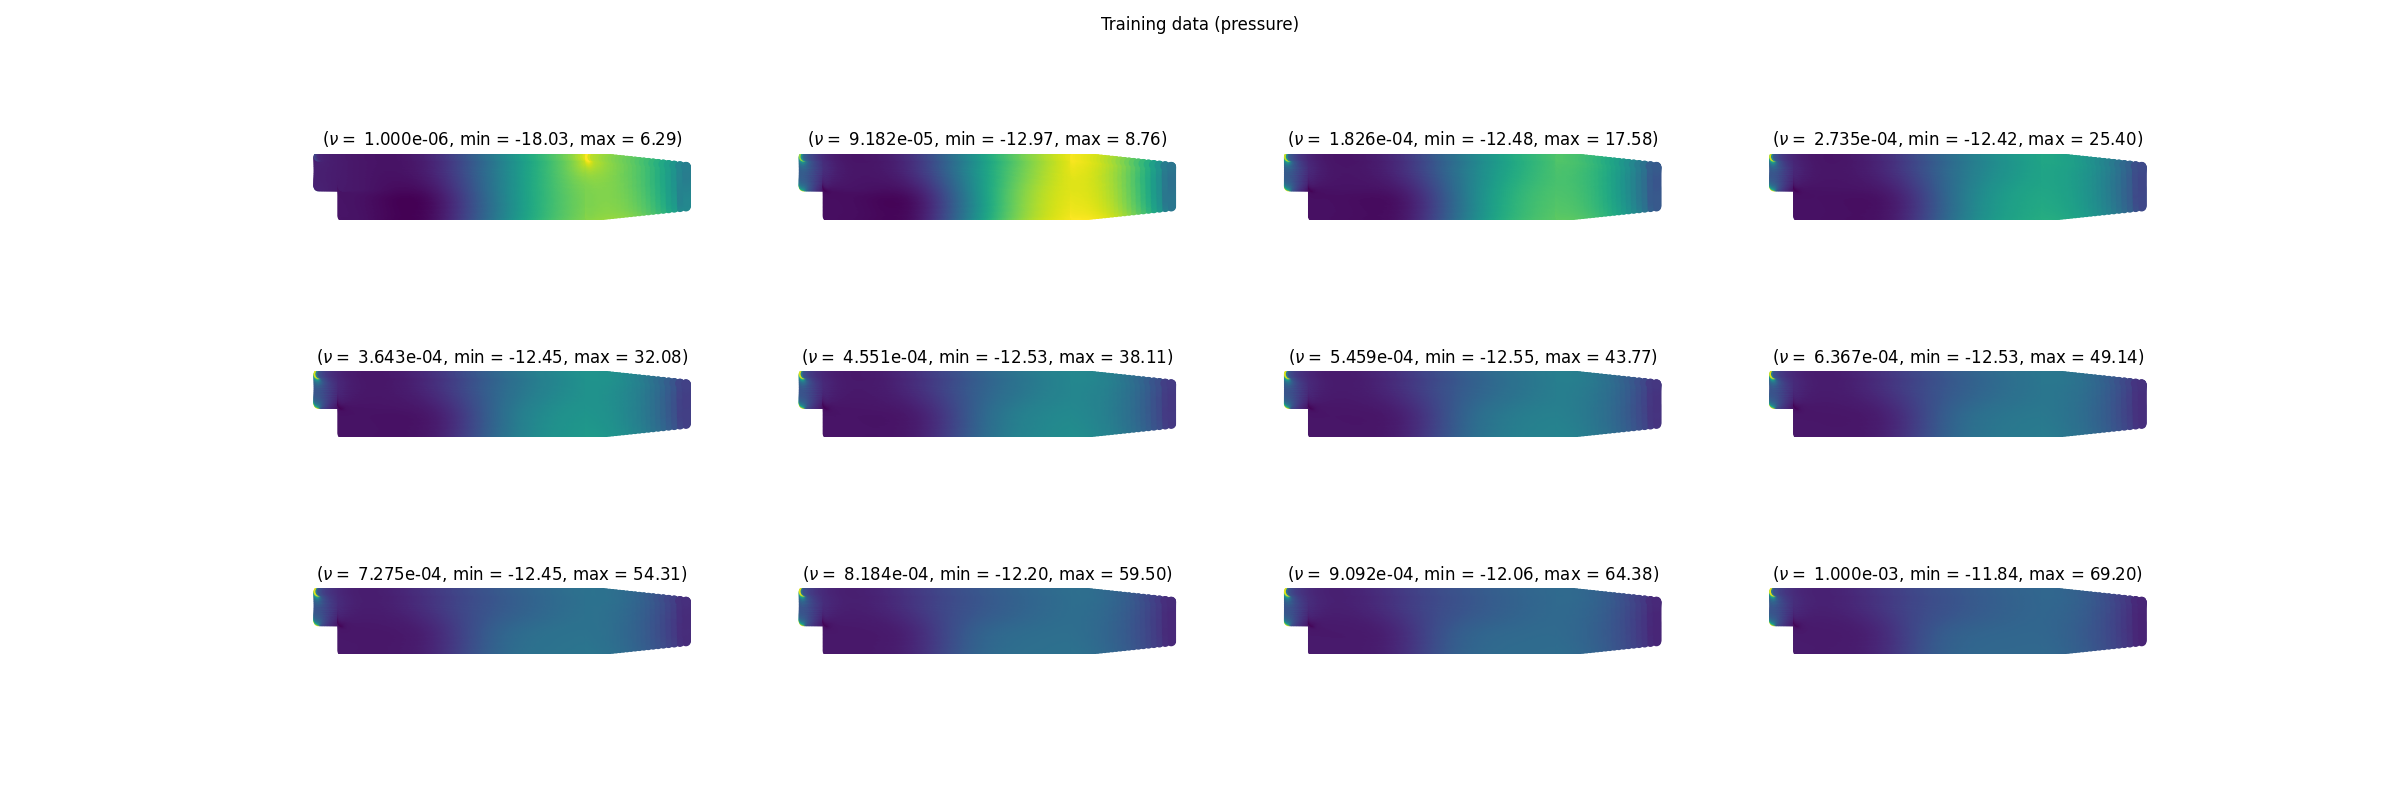 Training data (pressure)
(ν = 1.000e-06, min = -18.03, max = 6.29)
(ν = 9.182e-05, min = -12.97, max = 8.76)
(ν = 1.826e-04, min = -12.48, max = 17.58)
(ν = 2.735e-04, min = -12.42, max = 25.40)
(ν = 3.643e-04, min = -12.45, max = 32.08)
(ν = 4.551e-04, min = -12.53, max = 38.11)
(ν = 5.459e-04, min = -12.55, max = 43.77)
(ν = 6.367e-04, min = -12.53, max = 49.14)
(ν = 7.275e-04, min = -12.45, max = 54.31)
(ν = 8.184e-04, min = -12.20, max = 59.50)
(ν = 9.092e-04, min = -12.06, max = 64.38)
(ν = 1.000e-03, min = -11.84, max = 69.20)